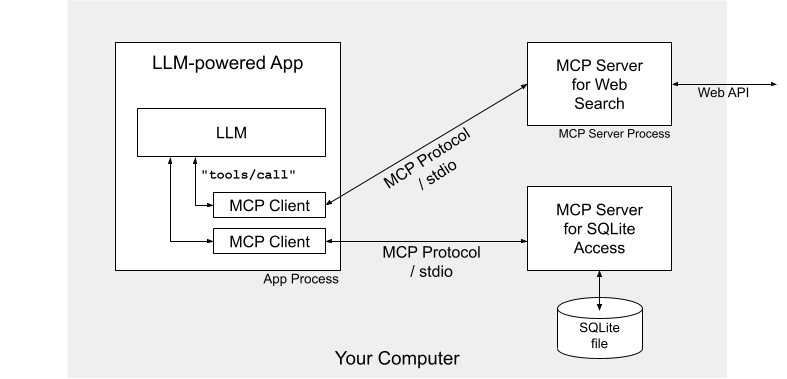 LLM-powered App
LLM
"tools/call"
MCP Client
MCP Client
App Process
MCP Protocol
/ stdio
MCP Protocol
/ stdio
MCP Server
for Web
Search
MCP Server Process
Web API
MCP Server
for SQLite
Access
SQLite
file
Your Computer